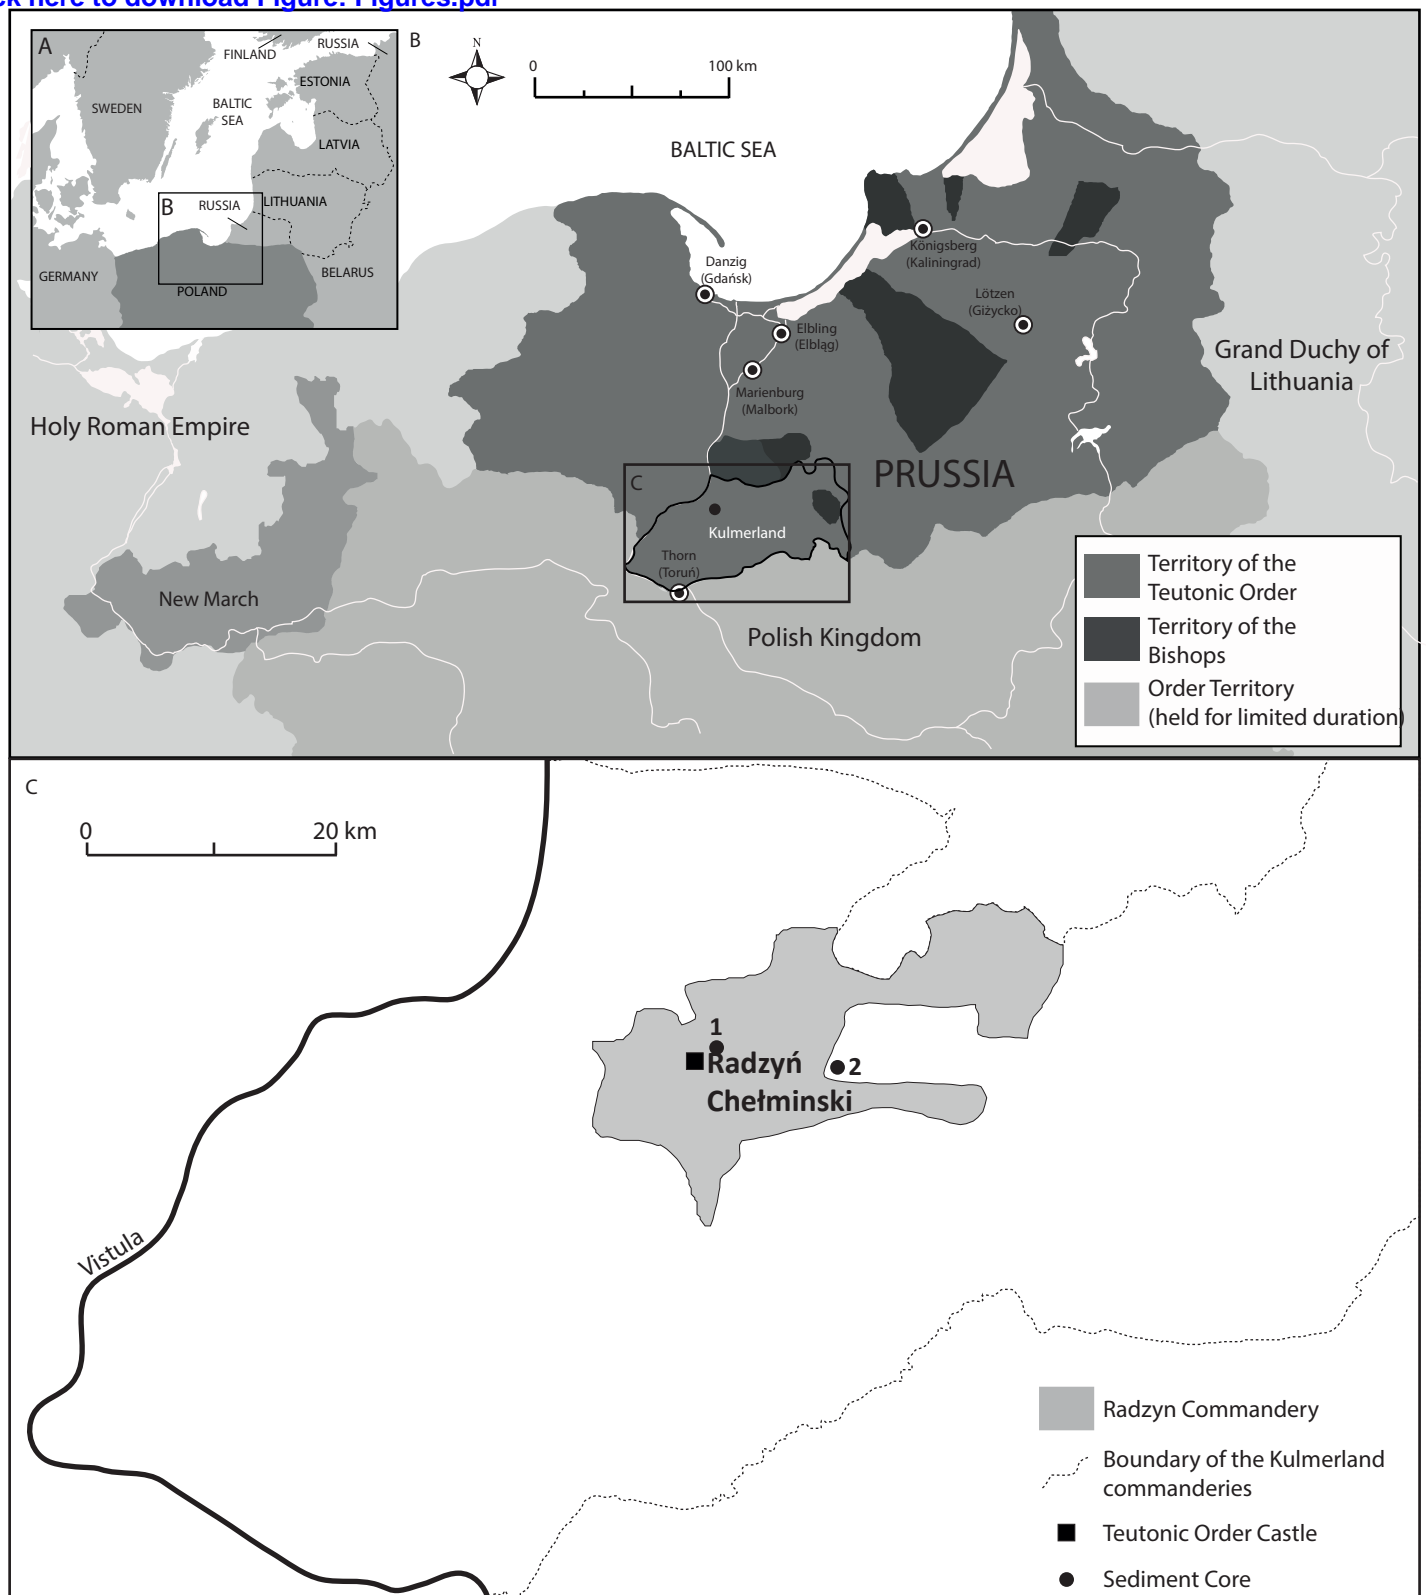 ck here to download Figure: Figures.pdf
A
FINLAND
RUSSIA
ESTONIA
SWEDEN
BALTIC
SEA
LATVIA
B
RUSSIA
LITHUANIA
GERMANY
POLAND
BELARUS
B
N
0
100 km
BALTIC SEA
Königsberg
(Kaliningrad)
Danzig
(Gdańsk)
Lötzen
(Giżycko)
Elbling
(Elbląg)
Marienburg
(Malbork)
Grand Duchy of
Lithuania
Holy Roman Empire
PRUSSIA
C
Kulmerland
Thorn
(Toruń)
New March
Polish Kingdom
Territory of the
Teutonic Order
Territory of the
Bishops
Order Territory
(held for limited duration)
C
0
20 km
1
Radzyń
Chełminski
2
Vistula
Radzyn Commandery
Boundary of the Kulmerland
commanderies
Teutonic Order Castle
Sediment Core